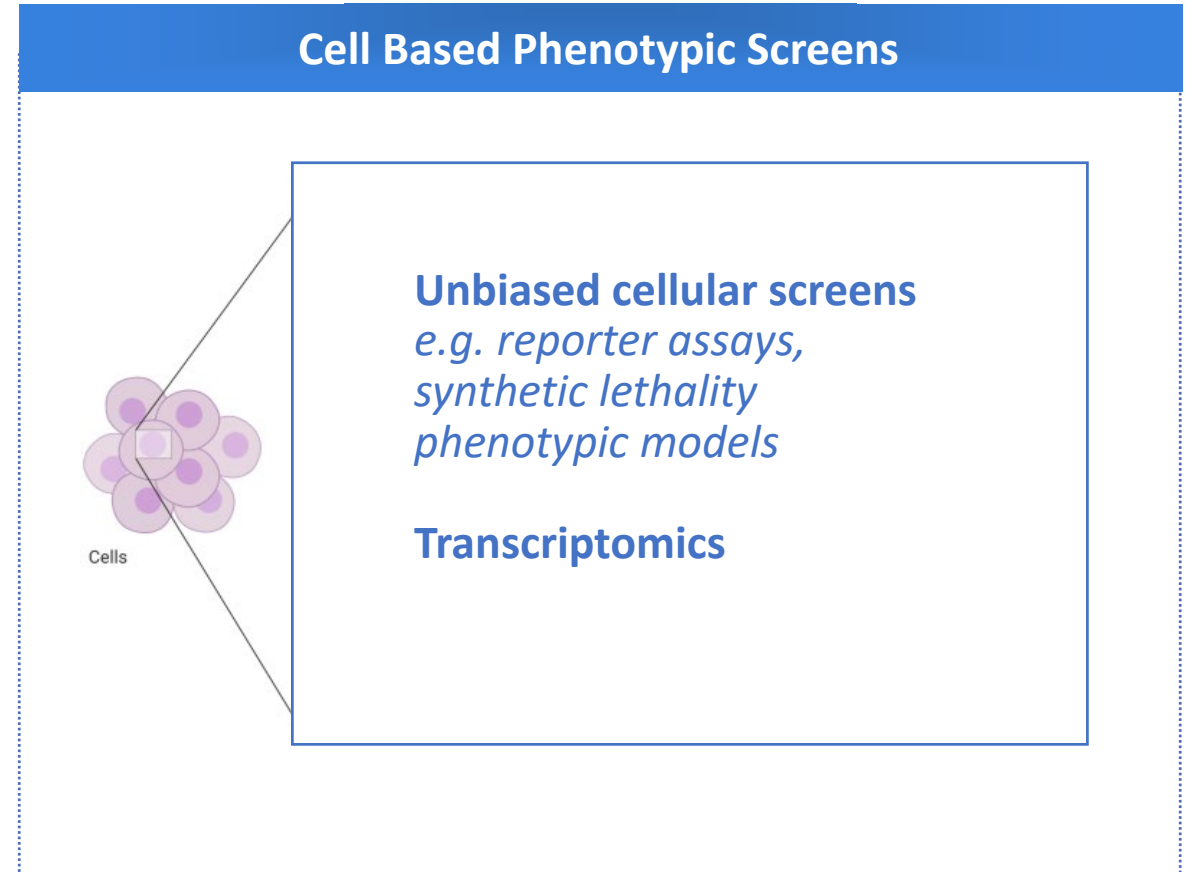 Cell Based Phenotypic Screens
Unbiased cellular screens
e.g. reporter assays,
synthetic lethality
phenotypic models
Transcriptomics
Cells